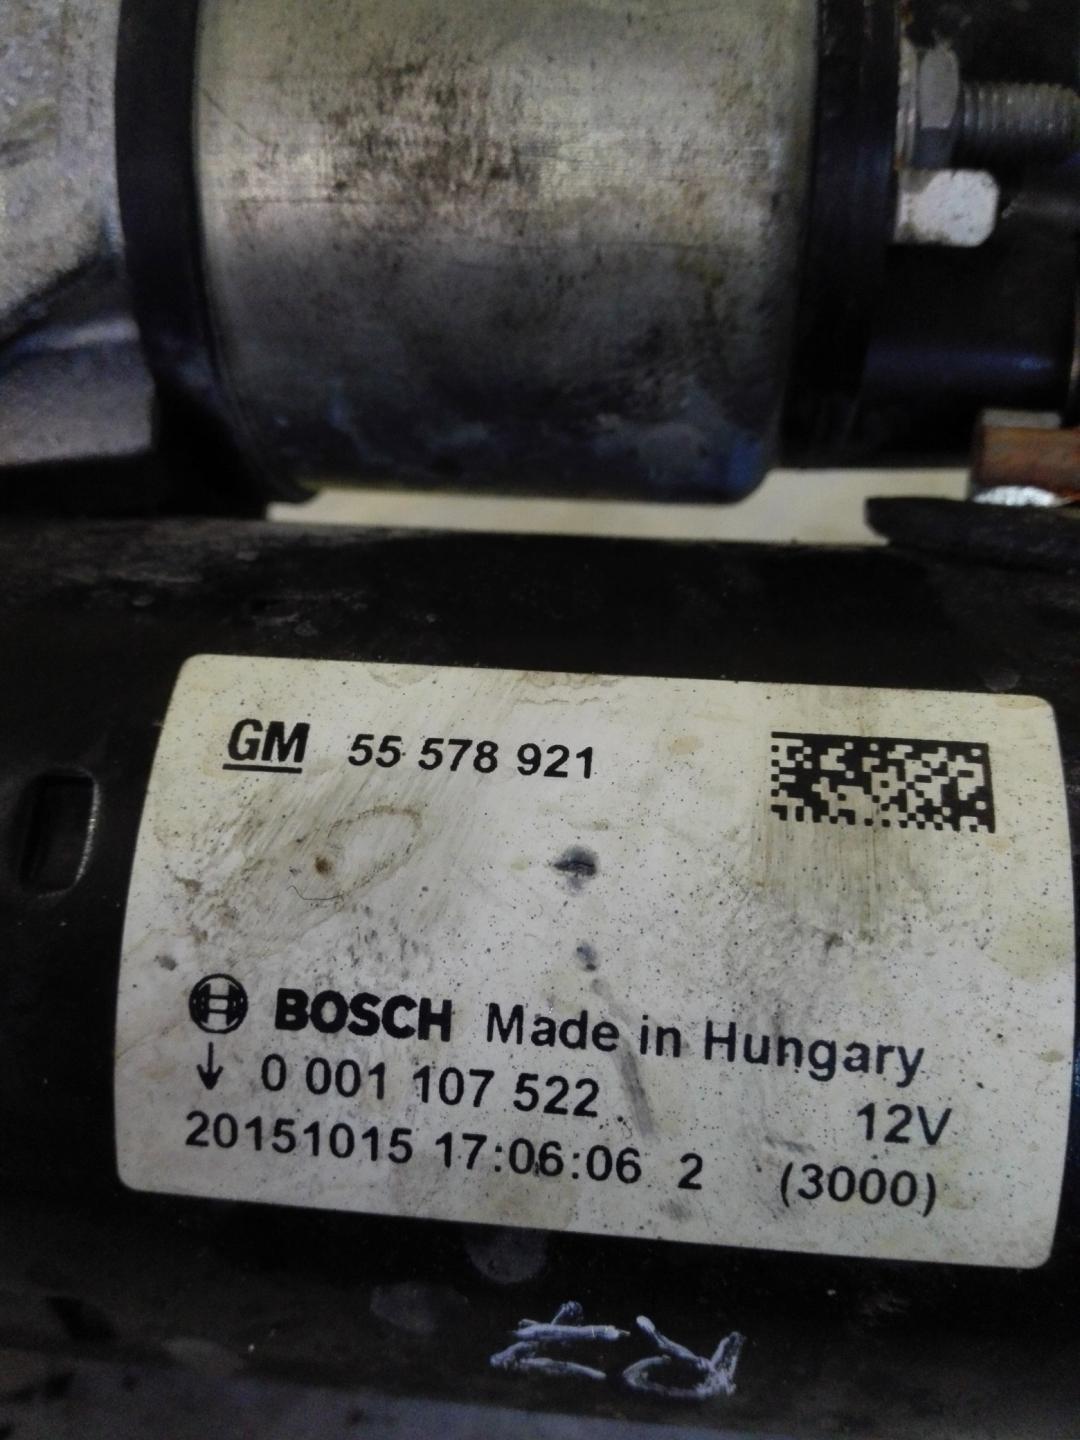 GM 55 578 921
BOSCH Made in Hungary
0 001 107 522 12V
20151015 17:06:06 2 (3000)